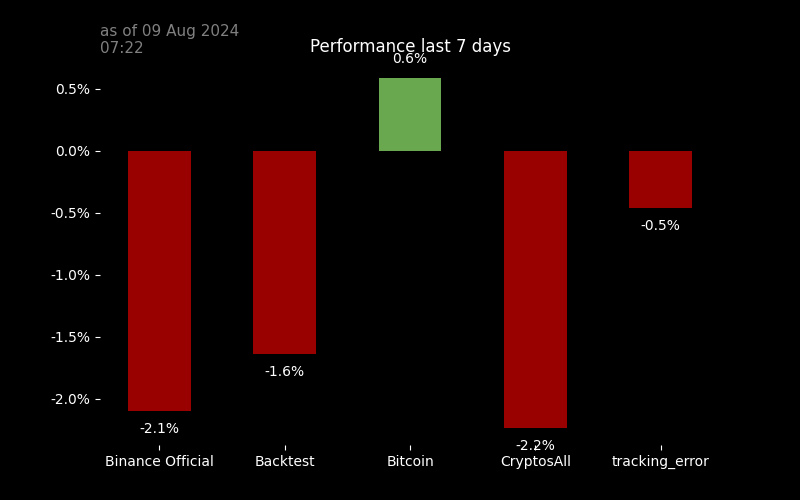 as of 09 Aug 2024
07:22
Performance last 7 days
0.6%
0.5%
0.0%
-0.5%
-0.5%
-1.0%
-1.5%
-1.6%
-2.0%
-2.1%
-2.2%
Binance Official
Backtest
Bitcoin
CryptosAll
tracking_error